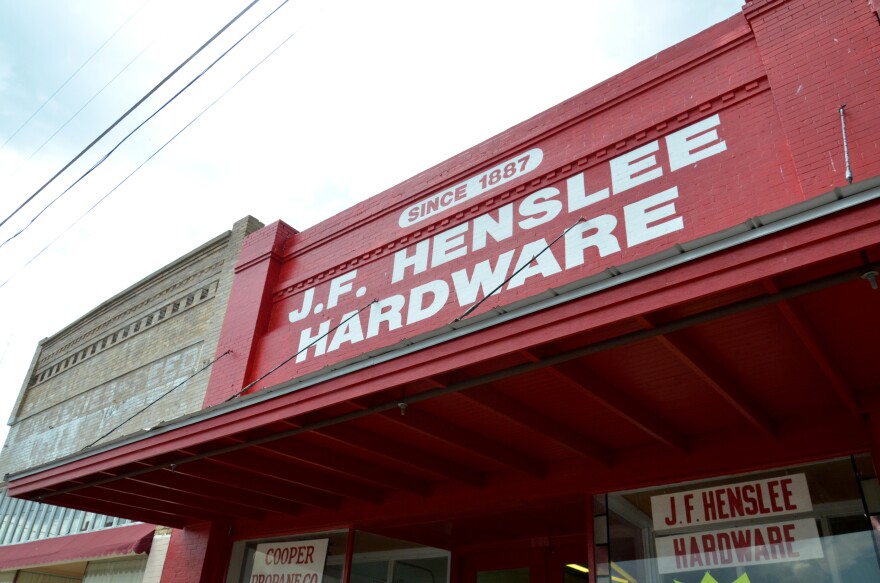 SINCE 1887
J.F. HENSLEE
HARDWARE
J.F. HENSLEE
HARDWARE
COOPER
PROPANE CO